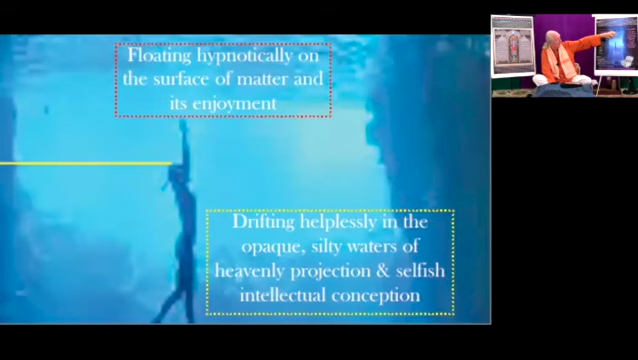 Floating hypnotically on
the surface of matter and
its enjoyment
Drifting helplessly in the
opaque, silty waters of
heavenly projection & selfish
intellectual conception